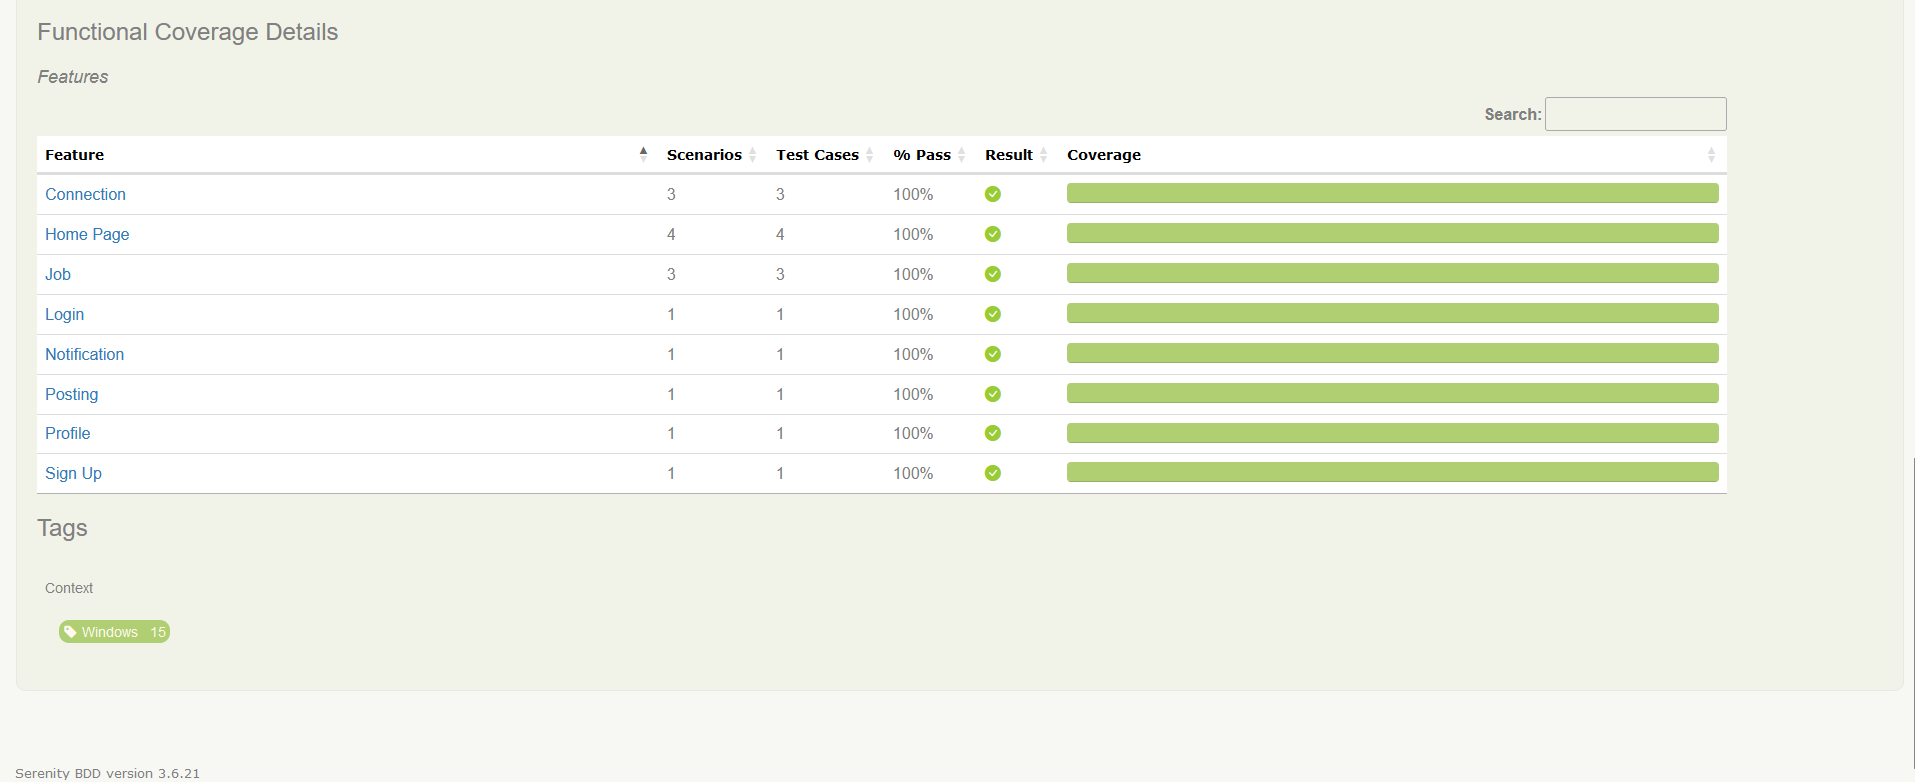 Functional Coverage Details
Features
Search:
Feature Scenarios Test Cases % Pass Result Coverage
Connection 3 3 100%
Home Page 4 4 100%
Job 3 3 100%
Login 1 1 100%
Notification 1 1 100%
Posting 1 1 100%
Profile 1 1 100%
Sign Up 1 1 100%
Tags
Context
Windows 15
Serenity BDD version 3.6.21